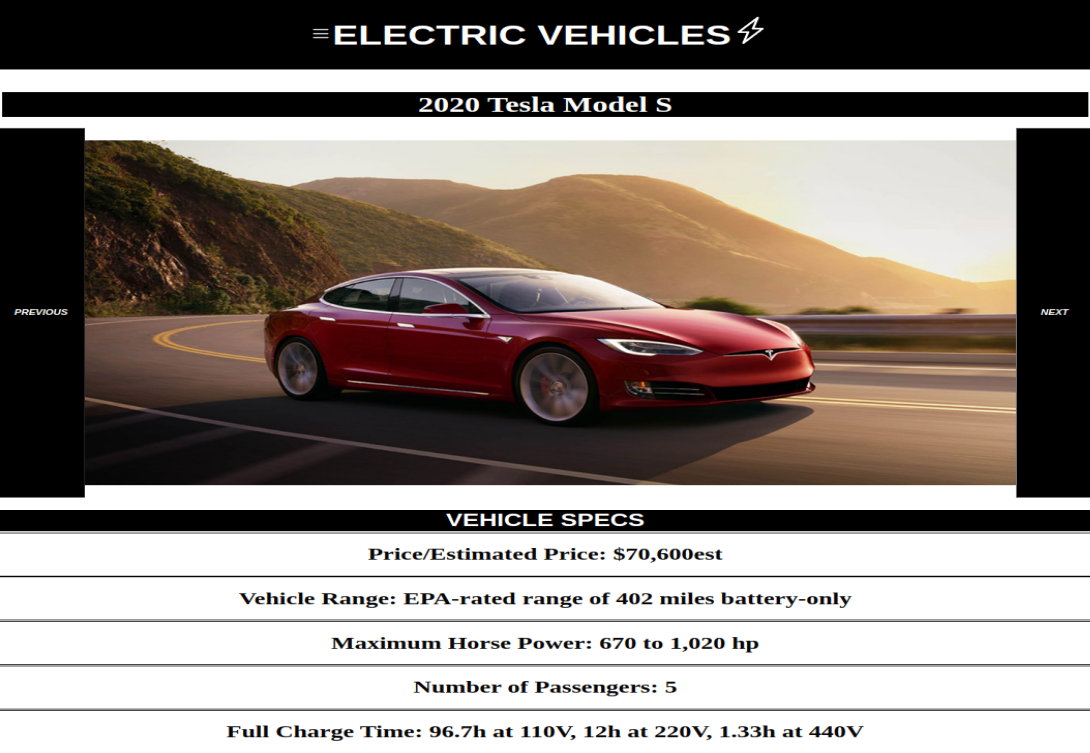 ≡ELECTRIC VEHICLES⚡
2020 Tesla Model S
PREVIOUS
NEXT
VEHICLE SPECS
Price/Estimated Price: $70,600est
Vehicle Range: EPA-rated range of 402 miles battery-only
Maximum Horse Power: 670 to 1,020 hp
Number of Passengers: 5
Full Charge Time: 96.7h at 110V, 12h at 220V, 1.33h at 440V